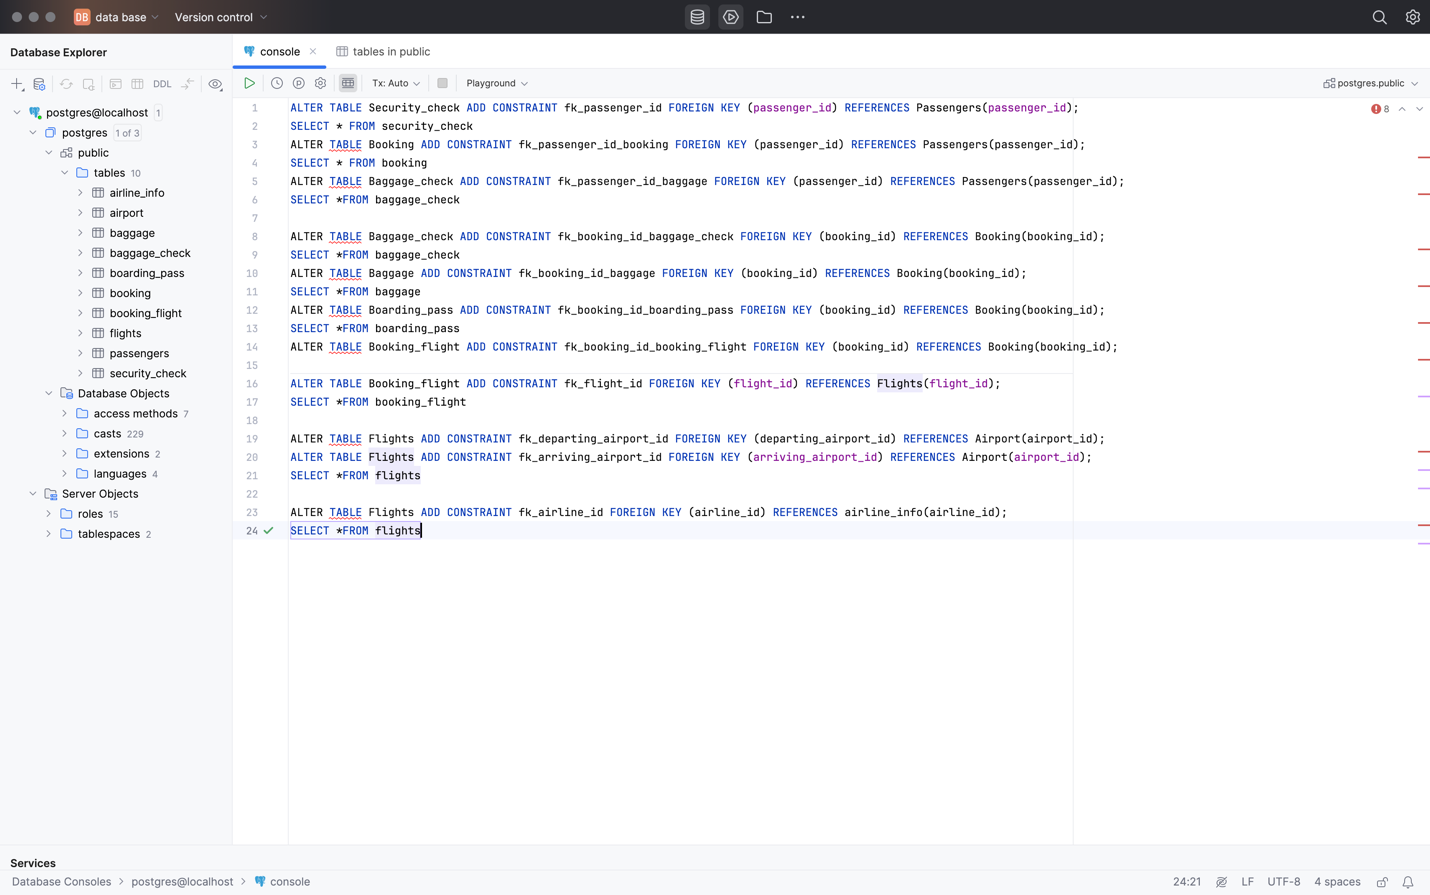 DB data base Version control
Database Explorer
console
tables in public
DDL
Tx: Auto
Playground
postgres.public
postgres@localhost 1
postgres 1 of 3
public
tables 10
airline_info
airport
baggage
baggage_check
boarding_pass
booking
booking_flight
flights
passengers
security_check
Database Objects
access methods 7
casts 229
extensions 2
languages 4
Server Objects
roles 15
tablespaces 2
8
1 ALTER TABLE Security_check ADD CONSTRAINT fk_passenger_id FOREIGN KEY (passenger_id) REFERENCES Passengers(passenger_id);
2 SELECT * FROM security_check
3 ALTER TABLE Booking ADD CONSTRAINT fk_passenger_id_booking FOREIGN KEY (passenger_id) REFERENCES Passengers(passenger_id);
4 SELECT * FROM booking
5 ALTER TABLE Baggage_check ADD CONSTRAINT fk_passenger_id_baggage FOREIGN KEY (passenger_id) REFERENCES Passengers(passenger_id);
6 SELECT *FROM baggage_check
7
8 ALTER TABLE Baggage_check ADD CONSTRAINT fk_booking_id_baggage_check FOREIGN KEY (booking_id) REFERENCES Booking(booking_id);
9 SELECT *FROM baggage_check
10 ALTER TABLE Baggage ADD CONSTRAINT fk_booking_id_baggage FOREIGN KEY (booking_id) REFERENCES Booking(booking_id);
11 SELECT *FROM baggage
12 ALTER TABLE Boarding_pass ADD CONSTRAINT fk_booking_id_boarding_pass FOREIGN KEY (booking_id) REFERENCES Booking(booking_id);
13 SELECT *FROM boarding_pass
14 ALTER TABLE Booking_flight ADD CONSTRAINT fk_booking_id_booking_flight FOREIGN KEY (booking_id) REFERENCES Booking(booking_id);
15
16 ALTER TABLE Booking_flight ADD CONSTRAINT fk_flight_id FOREIGN KEY (flight_id) REFERENCES Flights(flight_id);
17 SELECT *FROM booking_flight
18
19 ALTER TABLE Flights ADD CONSTRAINT fk_departing_airport_id FOREIGN KEY (departing_airport_id) REFERENCES Airport(airport_id);
20 ALTER TABLE Flights ADD CONSTRAINT fk_arriving_airport_id FOREIGN KEY (arriving_airport_id) REFERENCES Airport(airport_id);
21 SELECT *FROM flights
22
23 ALTER TABLE Flights ADD CONSTRAINT fk_airline_id FOREIGN KEY (airline_id) REFERENCES airline_info(airline_id);
24 SELECT *FROM flights
Services
Database Consoles > postgres@localhost > console
24:21 LF UTF-8 4 spaces